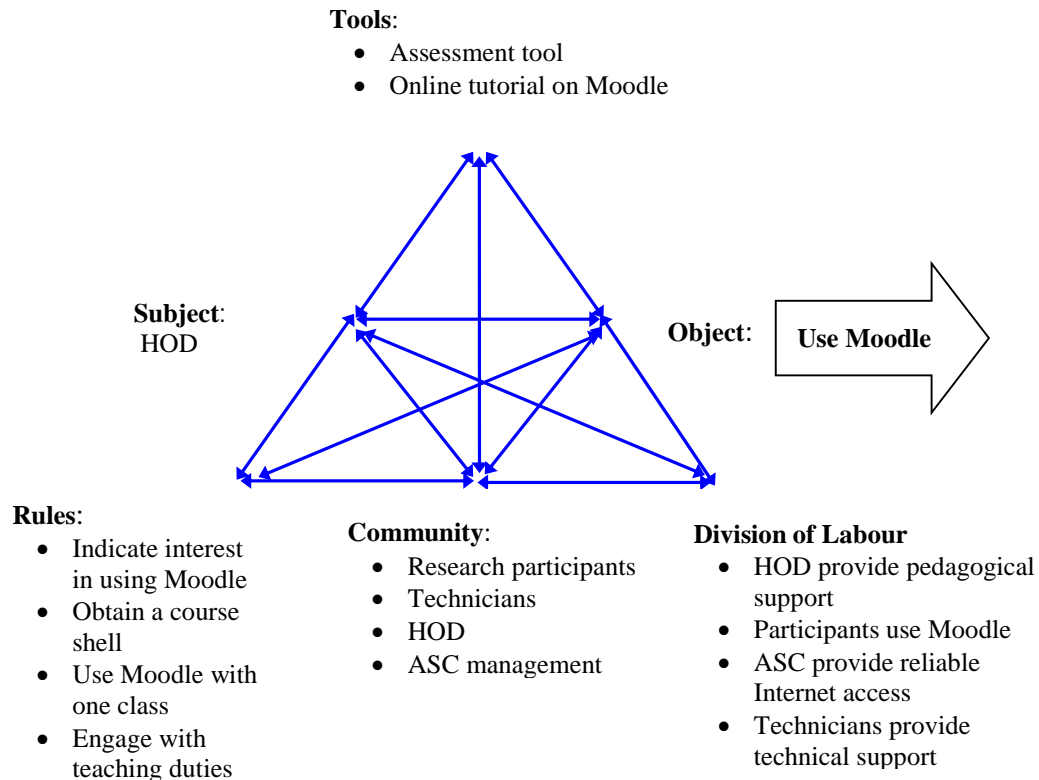 Tools:
• Assessment tool
• Online tutorial on Moodle
Subject:
HOD
Object:
Use Moodle
Rules:
• Indicate interest
in using Moodle
• Obtain a course
shell
• Use Moodle with
one class
• Engage with
teaching duties
Community:
• Research participants
• Technicians
• HOD
• ASC management
Division of Labour
• HOD provide pedagogical
support
• Participants use Moodle
• ASC provide reliable
Internet access
• Technicians provide
technical support